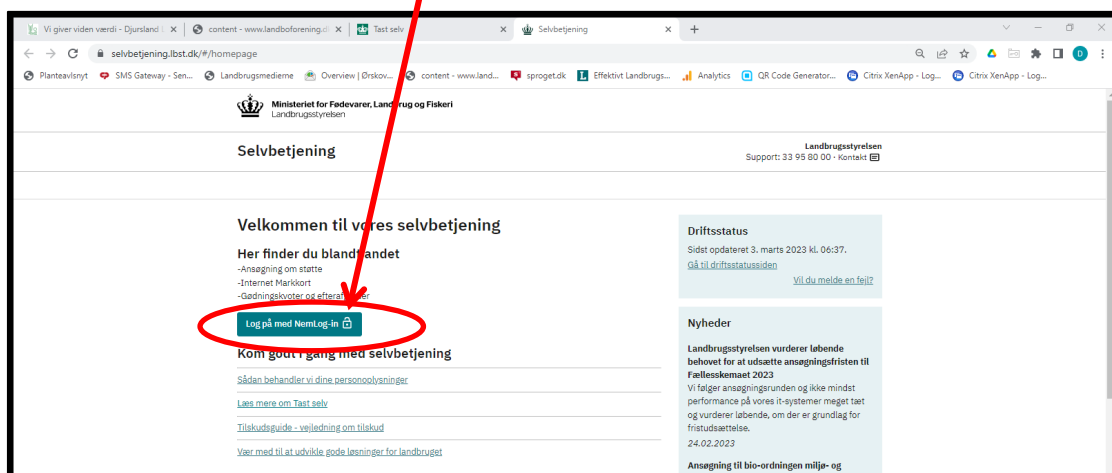 Vi giver viden værdi - Djursland
content - www.landboforening.d
Tast selv
Selvbetjening
selvbetjening.lbst.dk/#/homepage
D
Planteavlsnyt
SMS Gateway - Sen...
Landbrugsmedierne
Overview | Ørskov...
content - www.land...
sproget.dk
Effektivt Landbrugs...
Analytics
QR Code Generator...
Citrix XenApp - Log...
Citrix XenApp - Log...
Ministeriet for Fødevarer, Landbrug og Fiskeri
Landbrugsstyrelsen
Selvbetjening
Landbrugsstyrelsen
Support: 33 95 80 00 · Kontakt
Velkommen til vores selvbetjening
Her finder du blandt andet
-Ansøgning om støtte
-Internet Markkort
-Gødningskvoter og
Log på med NemLog-in
Kom godt i gang med selvbetjening
Sådan behandler vi dine personoplysninger
Læs mere om Tast selv
Tilskudsguide - vejledning om tilskud
Vær med til at udvikle gode løsninger for landbruget
Driftsstatus
Sidst opdateret 3. marts 2023 kl. 06:37.
Gå til driftsstatussiden
Vil du melde en fejl?
Nyheder
Landbrugsstyrelsen vurderer løbende
behovet for at udsætte ansøgningsfristen til
Fællesskemaet 2023
Vi følger ansøgningsrunden og ikke mindst
performance på vores it-systemer meget tæt
og vurderer løbende, om der er grundlag for
fristudsættelse.
24.02.2023
Ansøgning til bio-ordningen miljø- og